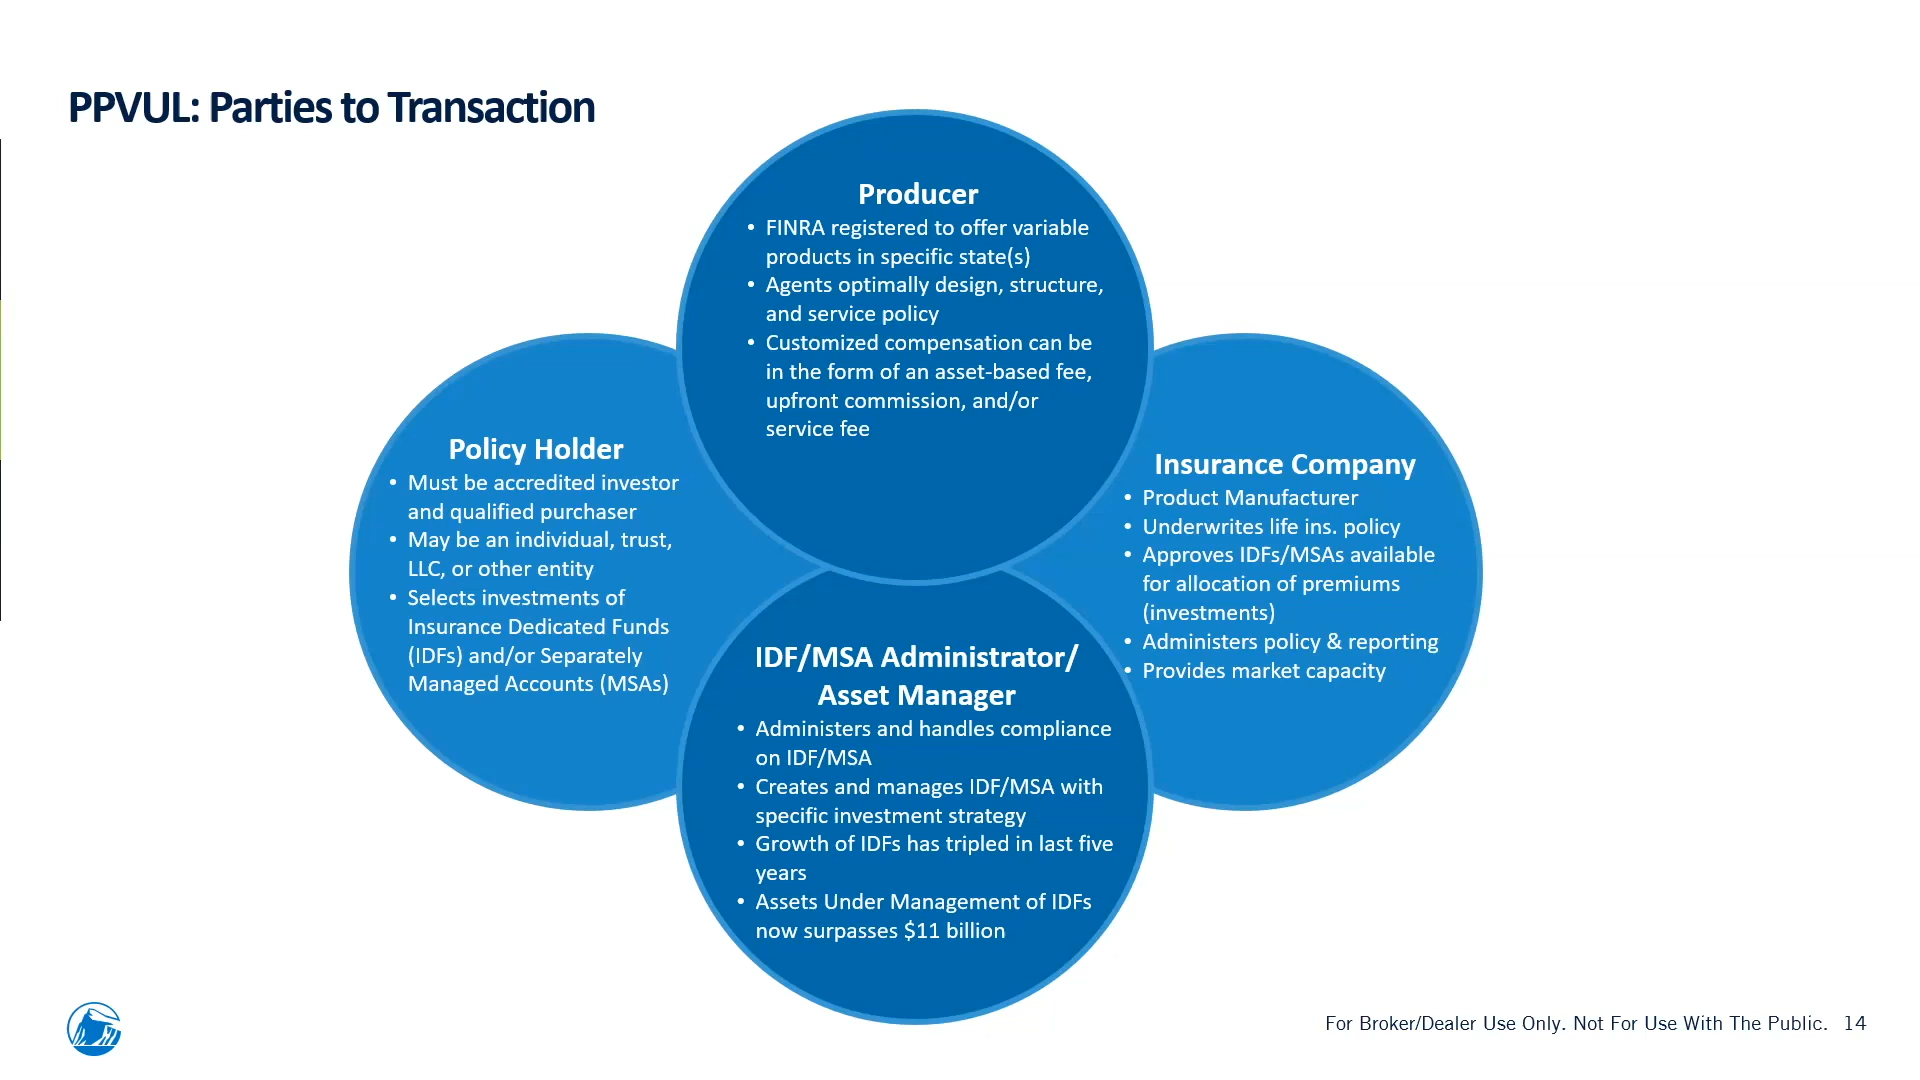 PPVUL: Parties to Transaction
Producer
• FINRA registered to offer variable
products in specific state(s)
• Agents optimally design, structure,
and service policy
• Customized compensation can be
in the form of an asset-based fee,
upfront commission, and/or
service fee
Policy Holder
• Must be accredited investor
and qualified purchaser
• May be an individual, trust,
LLC, or other entity
• Selects investments of
Insurance Dedicated Funds
(IDFs) and/or Separately
Managed Accounts (MSAs)
Insurance Company
• Product Manufacturer
• Underwrites life ins. policy
• Approves IDFs/MSAs available
for allocation of premiums
(investments)
• Administers policy & reporting
• Provides market capacity
IDF/MSA Administrator/
Asset Manager
• Administers and handles compliance
on IDF/MSA
• Creates and manages IDF/MSA with
specific investment strategy
• Growth of IDFs has tripled in last five
years
• Assets Under Management of IDFs
now surpasses $11 billion
For Broker/Dealer Use Only. Not For Use With The Public. 14